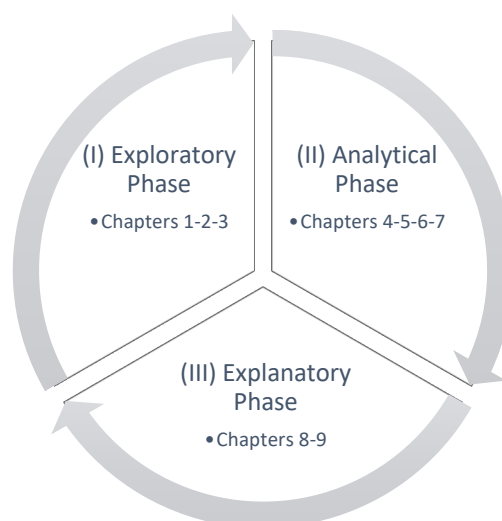 (I) Exploratory
Phase
•Chapters 1-2-3
(II) Analytical
Phase
•Chapters 4-5-6-7
(III) Explanatory
Phase
•Chapters 8-9